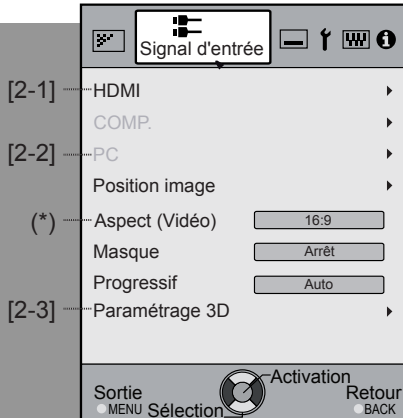 Signal d'entrée
[2-1] HDMI
COMP.
[2-2] PC
Position image
(*) Aspect (Vidéo) 16:9
Masque Arrêt
Progressif Auto
[2-3] Paramétrage 3D
Activation
Sortie Retour
MENU Sélection BACK